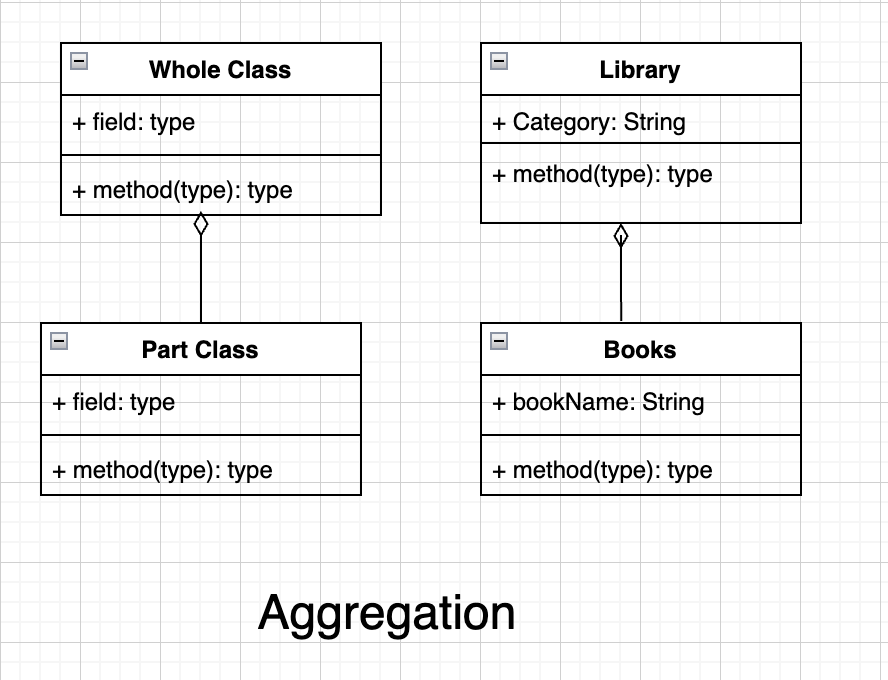 Whole Class
+ field: type
+ method(type): type
Part Class
+ field: type
+ method(type): type
Library
+ Category: String
+ method(type): type
Books
+ bookName: String
+ method(type): type
Aggregation